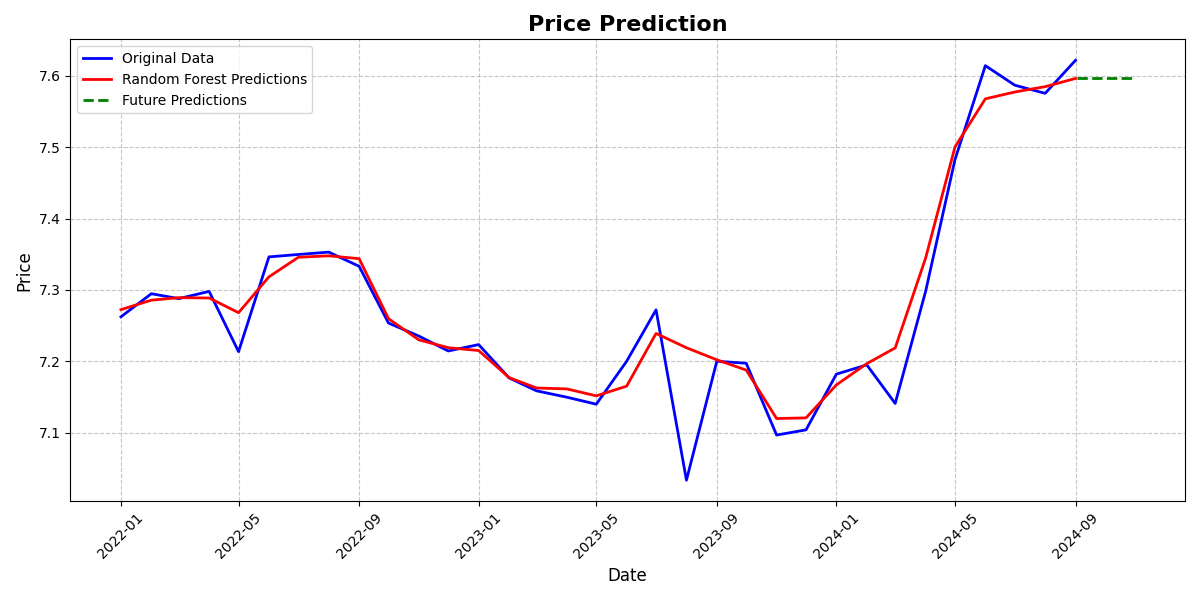 Price Prediction
Original Data
Random Forest Predictions
Future Predictions
Price
7.6
7.5
7.4
7.3
7.2
7.1
2022-01
2022-05
2022-09
2023-01
2023-05
2023-09
2024-01
2024-05
2024-09
Date